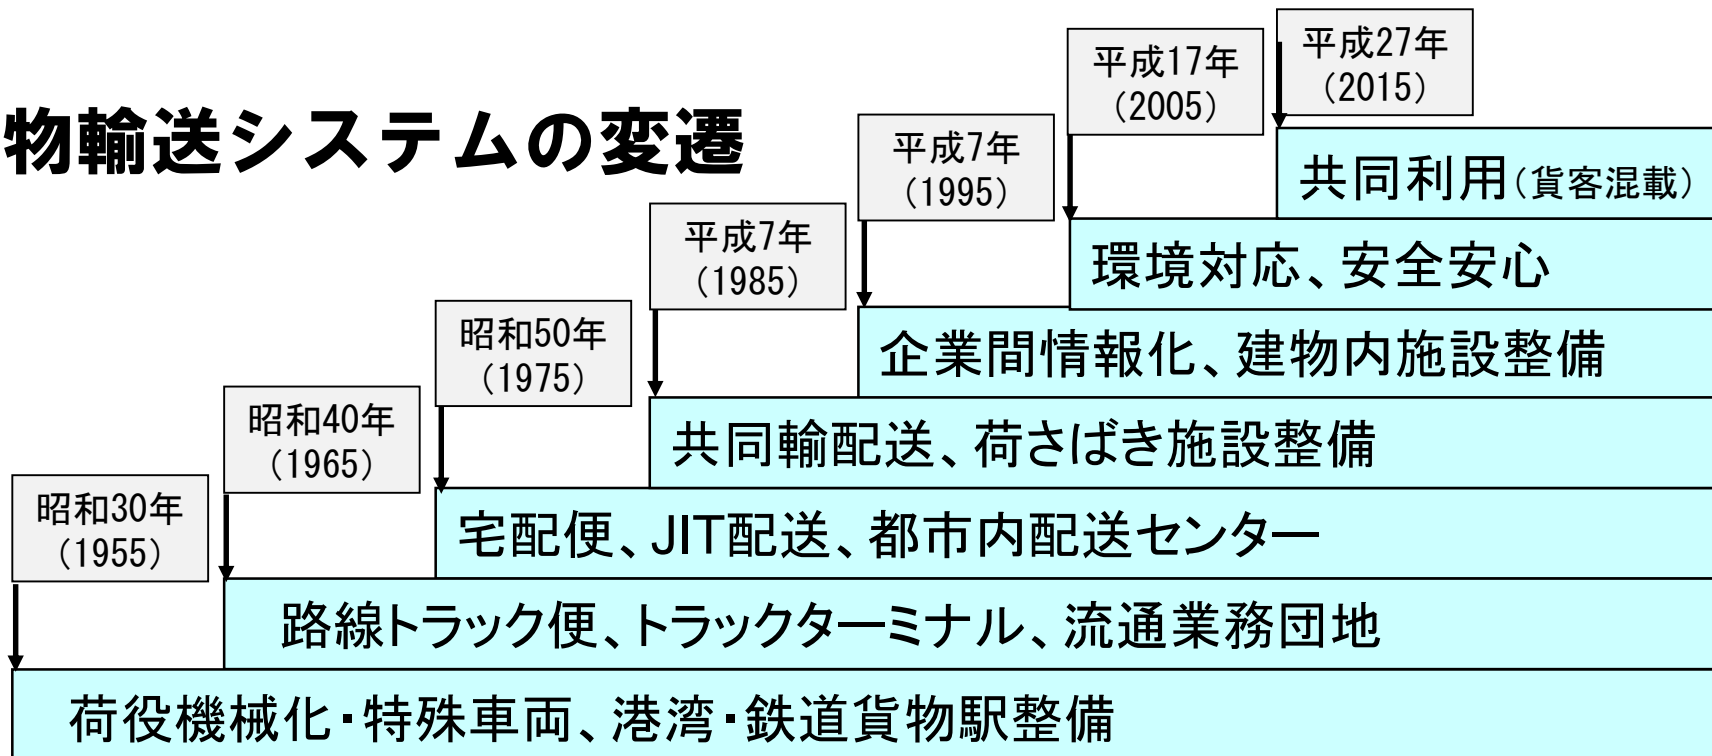 物輸送システムの変遷
平成27年
(2015)
共同利用(貨客混載)
平成17年
(2005)
環境対応、安全安心
平成7年
(1995)
企業間情報化、建物内施設整備
平成7年
(1985)
共同輸配送、荷さばき施設整備
昭和50年
(1975)
宅配便、JIT配送、都市内配送センター
昭和40年
(1965)
路線トラック便、トラックターミナル、流通業務団地
昭和30年
(1955)
荷役機械化・特殊車両、港湾・鉄道貨物駅整備